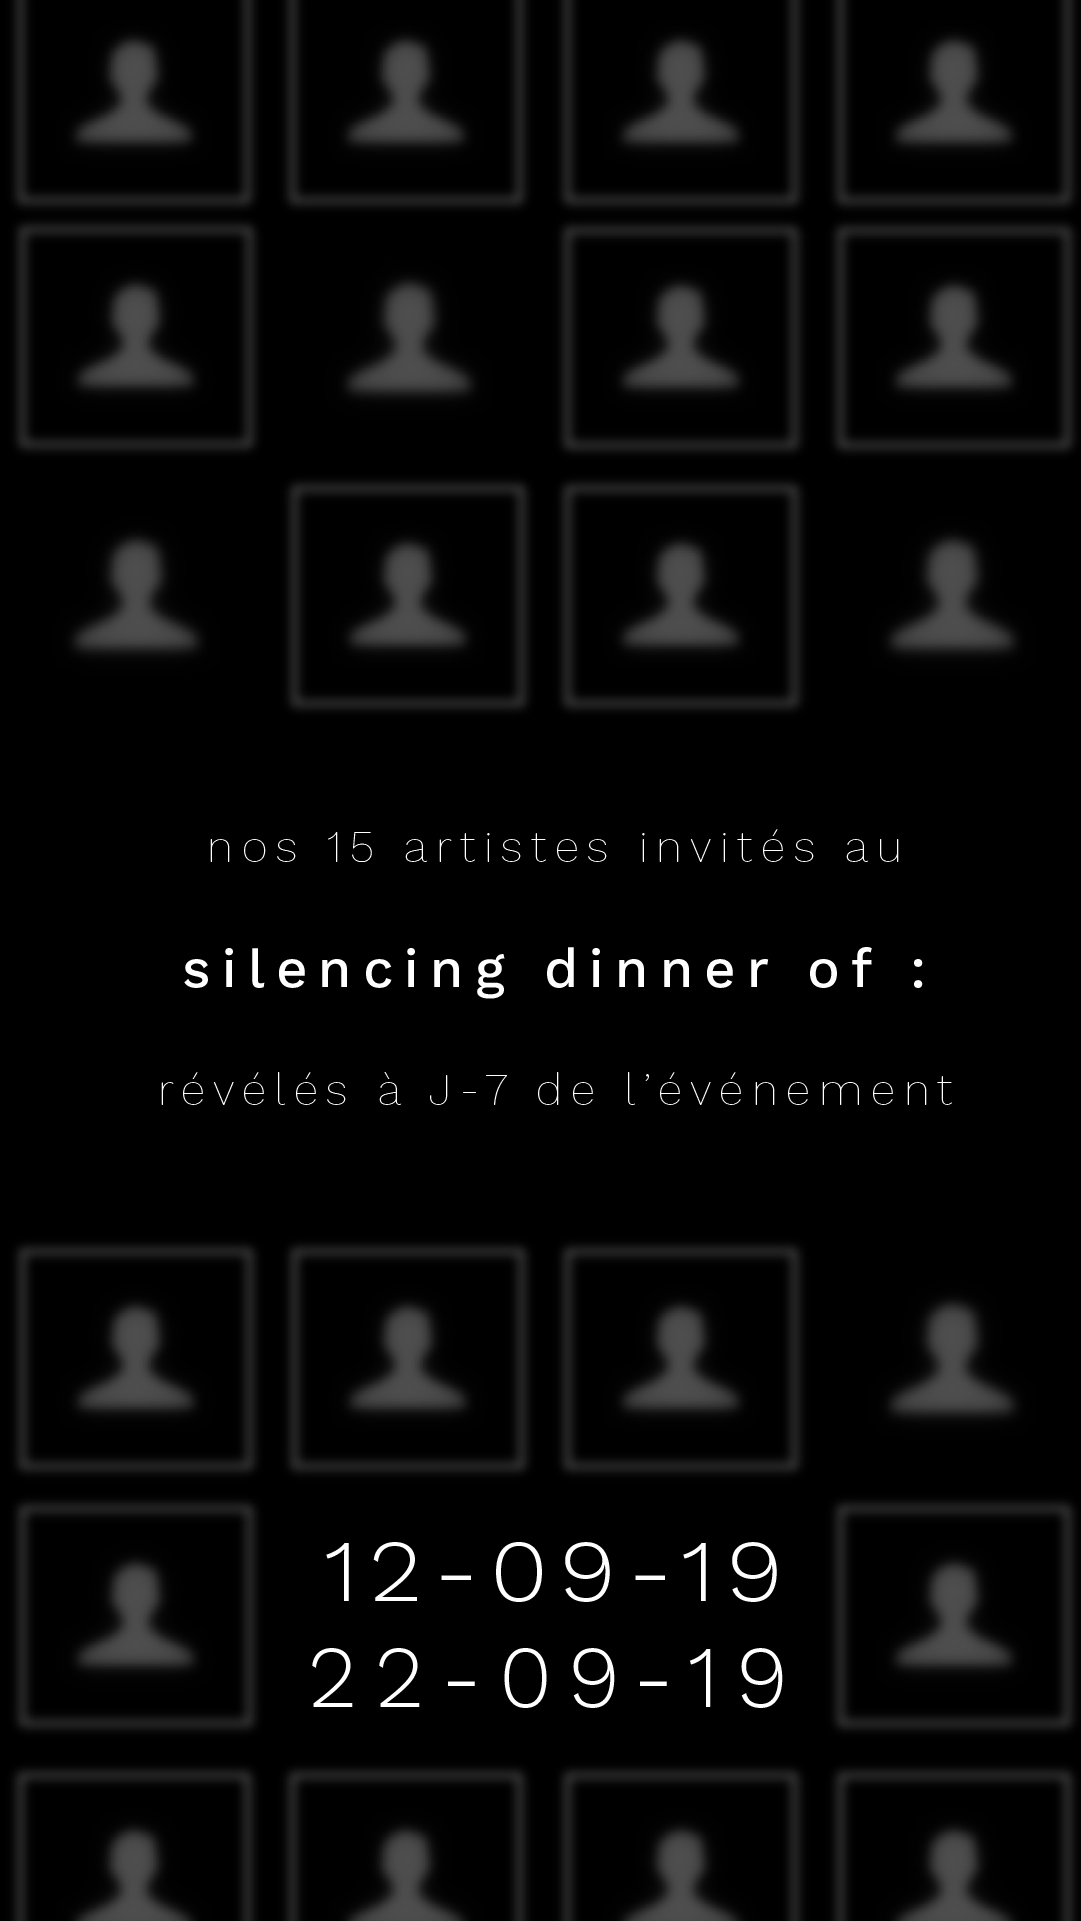 nos 15 artistes invités au
silencing dinner of :
révélés à J-7 de l’événement
12-09-19
22-09-19